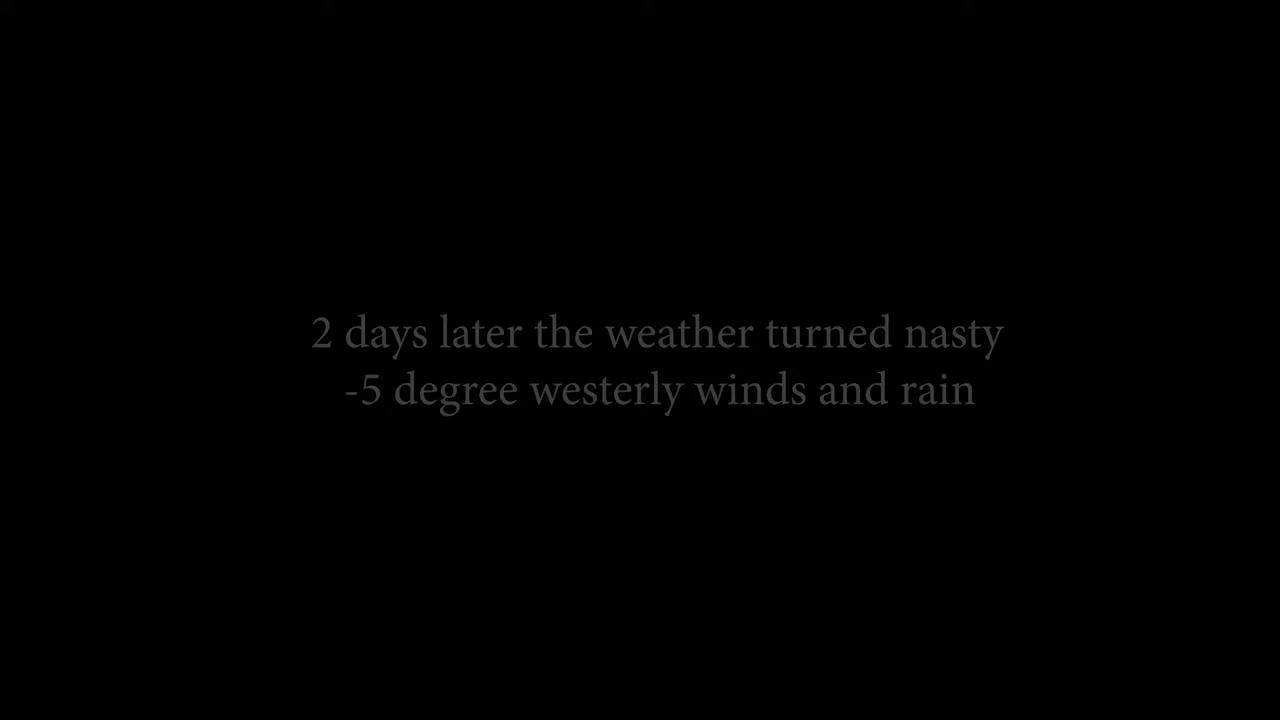 2 days later the weather turned nasty
-5 degree westerly winds and rain